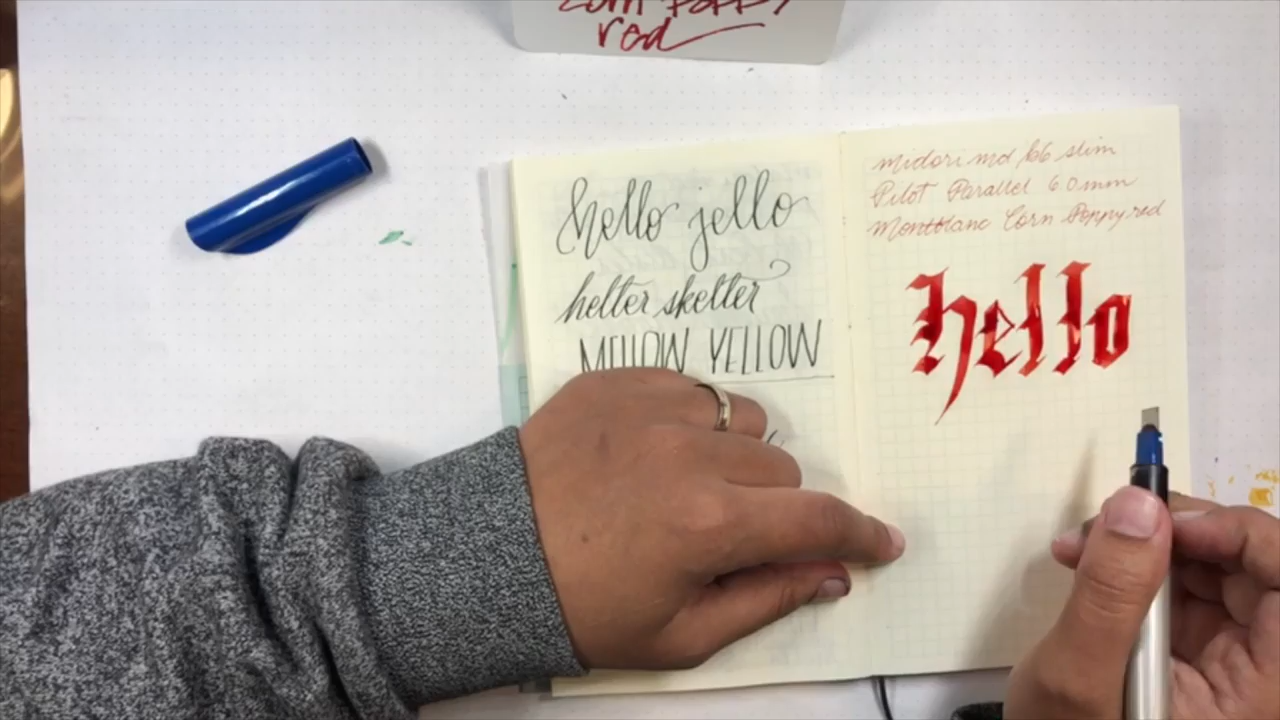 red
hello jello
helter skelter
MELLOW YELLOW
midori md b6 slim
Pilot Parallel 6.0mm
Montblanc Corn Poppy red
hello